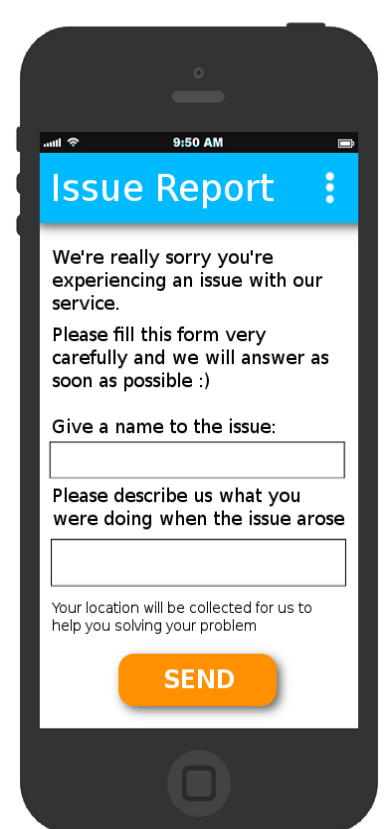 9:50 AM
Issue Report
We're really sorry you're
experiencing an issue with our
service.
Please fill this form very
carefully and we will answer as
soon as possible :)
Give a name to the issue:
Please describe us what you
were doing when the issue arose
Your location will be collected for us to
help you solving your problem
SEND